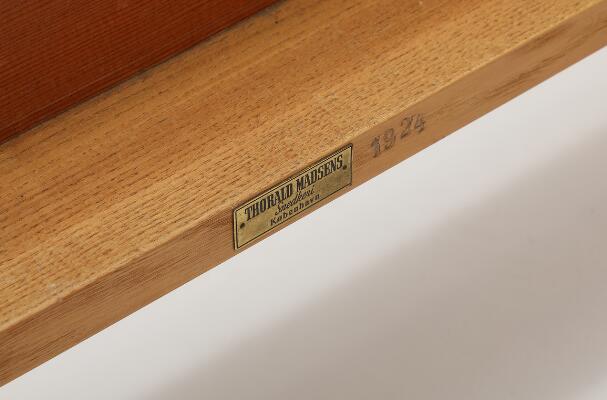 THORALD MADSENS
Snedkeri
København
1924